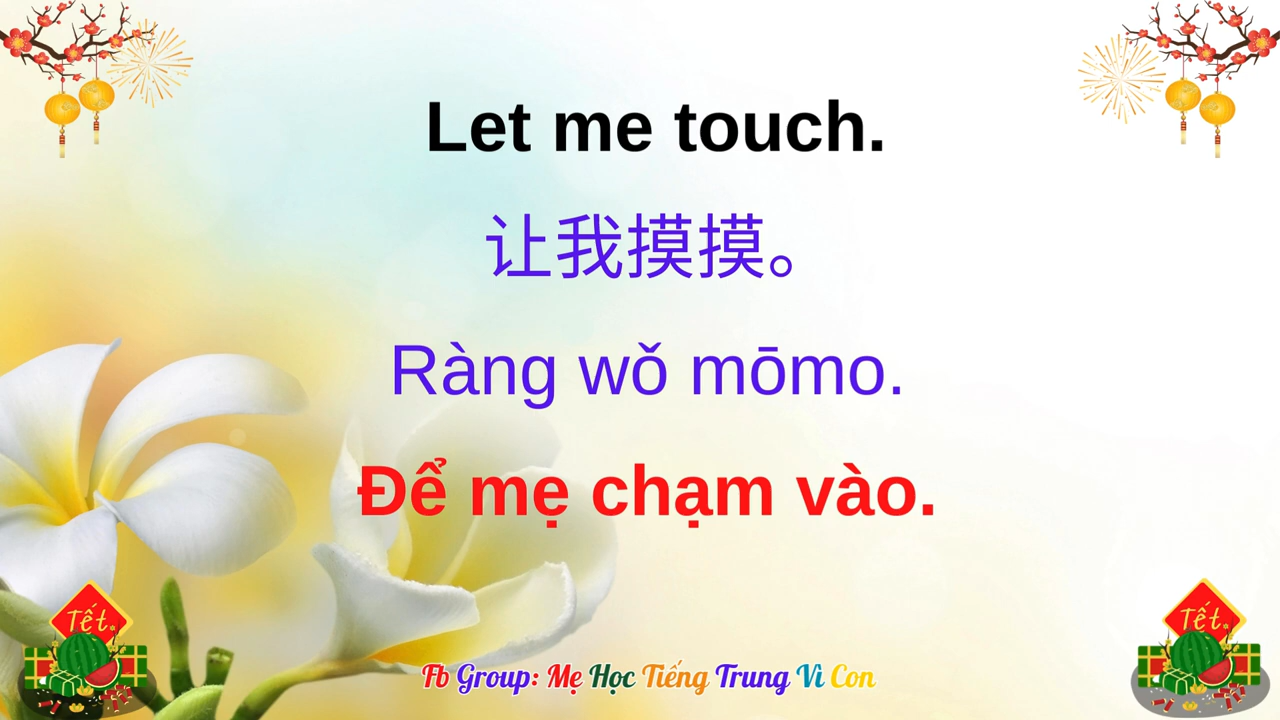 Let me touch.
让我摸摸。
Ràng wǒ mōmo.
Để mẹ chạm vào.
Tết
Tết
Fb Group: Mẹ Học Tiếng Trung Vì Con